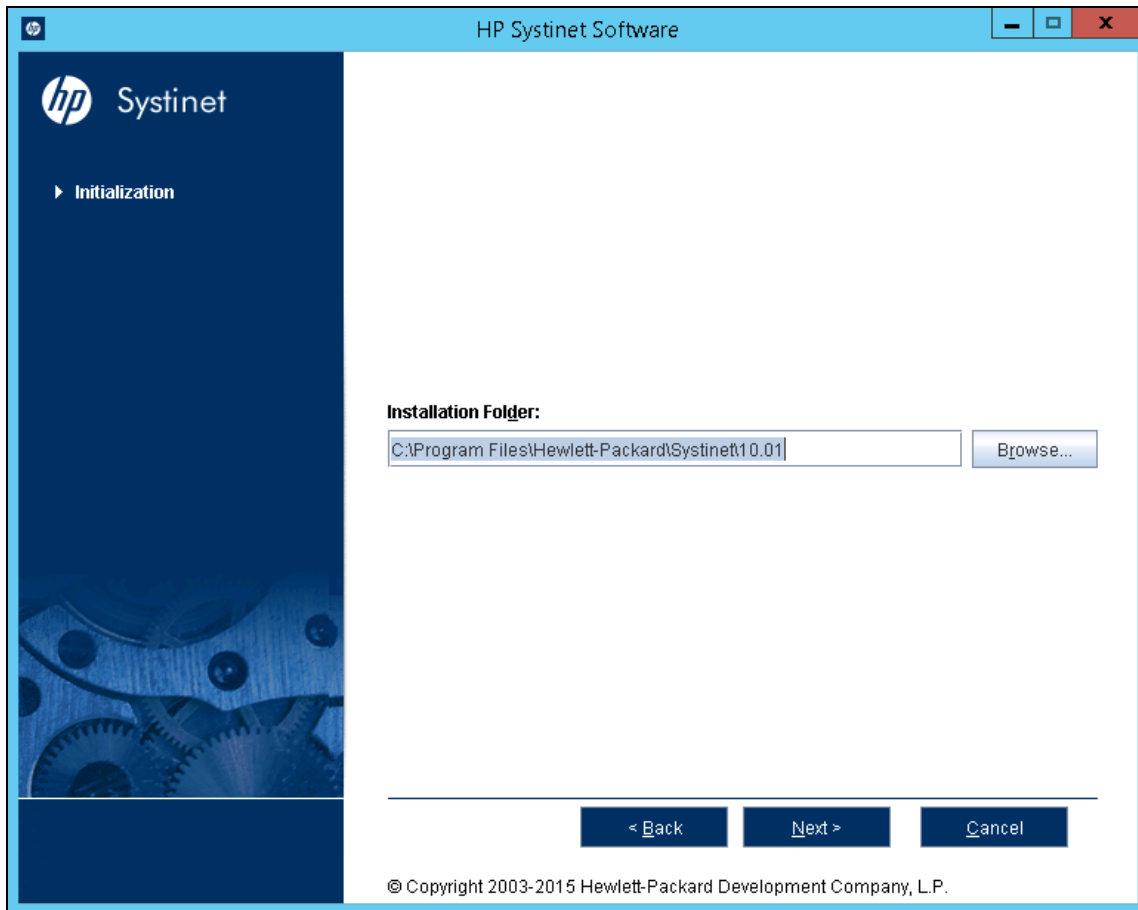 HP Systinet Software
hp Systinet
Initialization
Installation Folder:
C:\Program Files\Hewlett-Packard\Systinet\10.01
Browse...
< Back
Next >
Cancel
© Copyright 2003-2015 Hewlett-Packard Development Company, L.P.